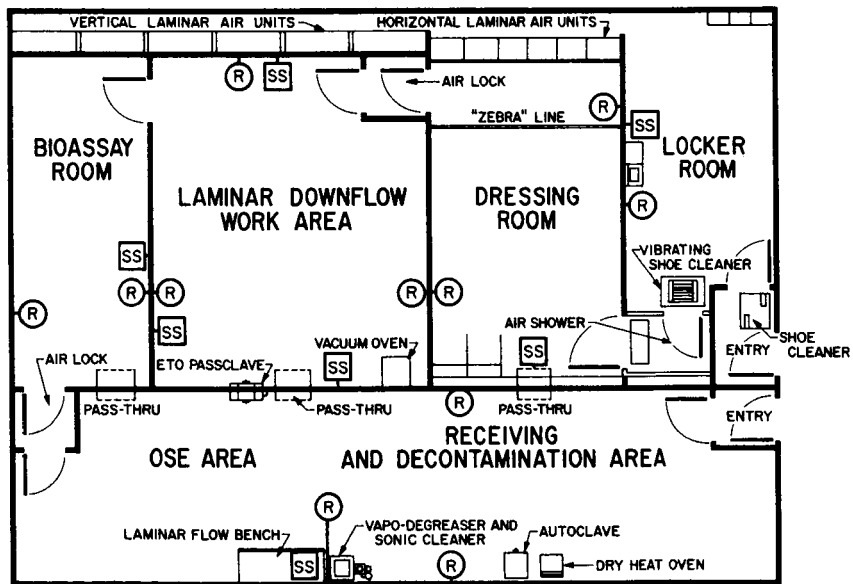 VERTICAL LAMINAR AIR UNITS
HORIZONTAL LAMINAR AIR UNITS
R
SS
AIR LOCK
R
"ZEBRA" LINE
SS
BIOASSAY
ROOM
LOCKER
ROOM
LAMINAR DOWNFLOW
WORK AREA
DRESSING
ROOM
R
SS
VIBRATING
SHOE CLEANER
R
R
R
R
R
SS
AIR SHOWER
SHOE
CLEANER
VACUUM OVEN
SS
ENTRY
AIR LOCK
ETO PASSCLAVE
SS
PASS-THRU
PASS-THRU
R
PASS-THRU
ENTRY
OSE AREA
RECEIVING
AND DECONTAMINATION AREA
R
LAMINAR FLOW BENCH
SS
VAPO-DEGREASER AND
SONIC CLEANER
R
AUTOCLAVE
DRY HEAT OVEN